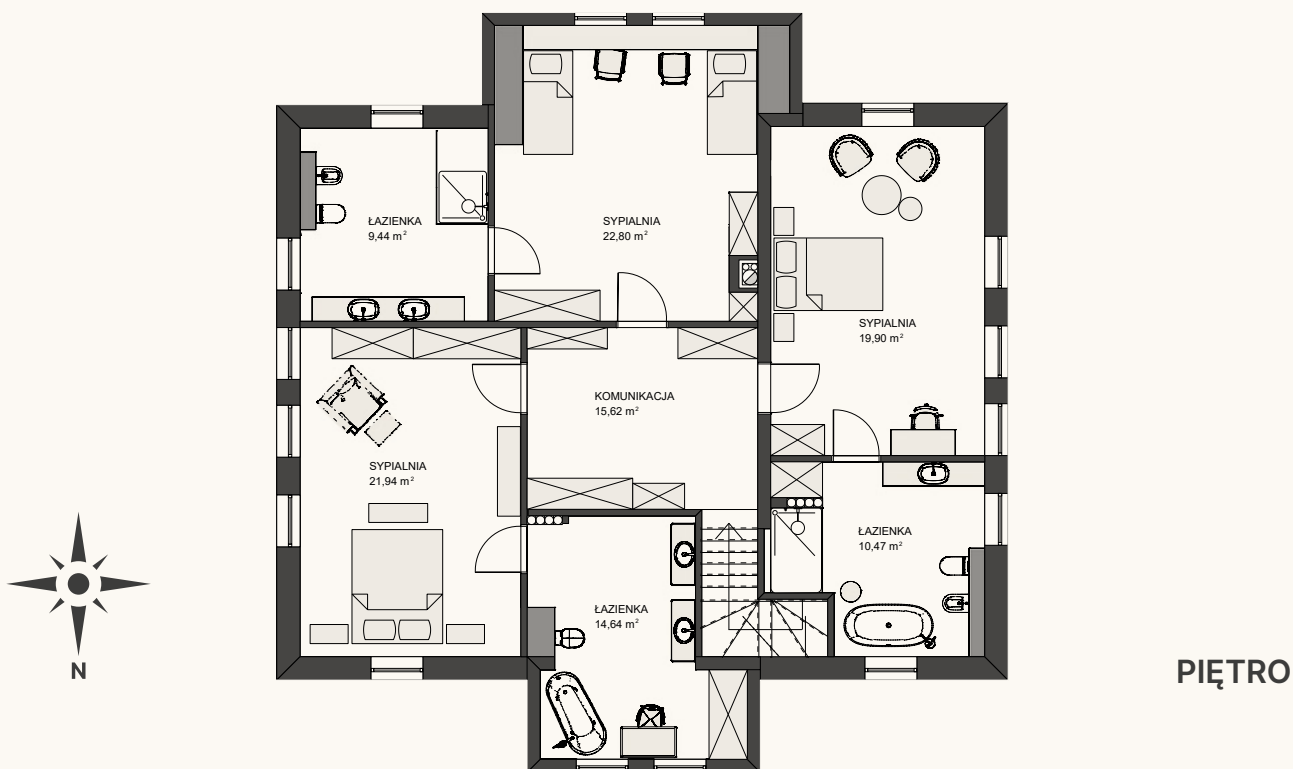 ŁAZIENKA
9,44 m²
SYPIALNIA
22,80 m²
SYPIALNIA
19,90 m²
KOMUNIKACJA
15,62 m²
SYPIALNIA
21,94 m²
ŁAZIENKA
10,47 m²
ŁAZIENKA
14,64 m²
N
PIĘTRO